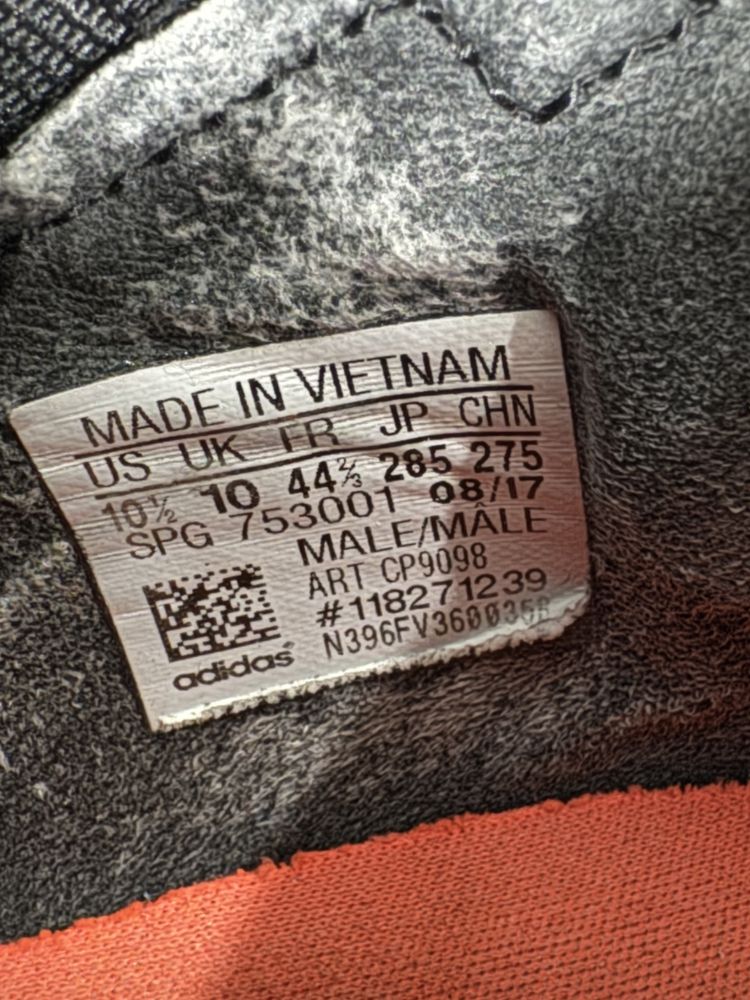 MADE IN VIETNAM
US UK FR JP CHN
10½ 10 44⅔ 285 275
SPG 753001 08/17
MALE/MÂLE
ART CP9098
#118271239
adidas